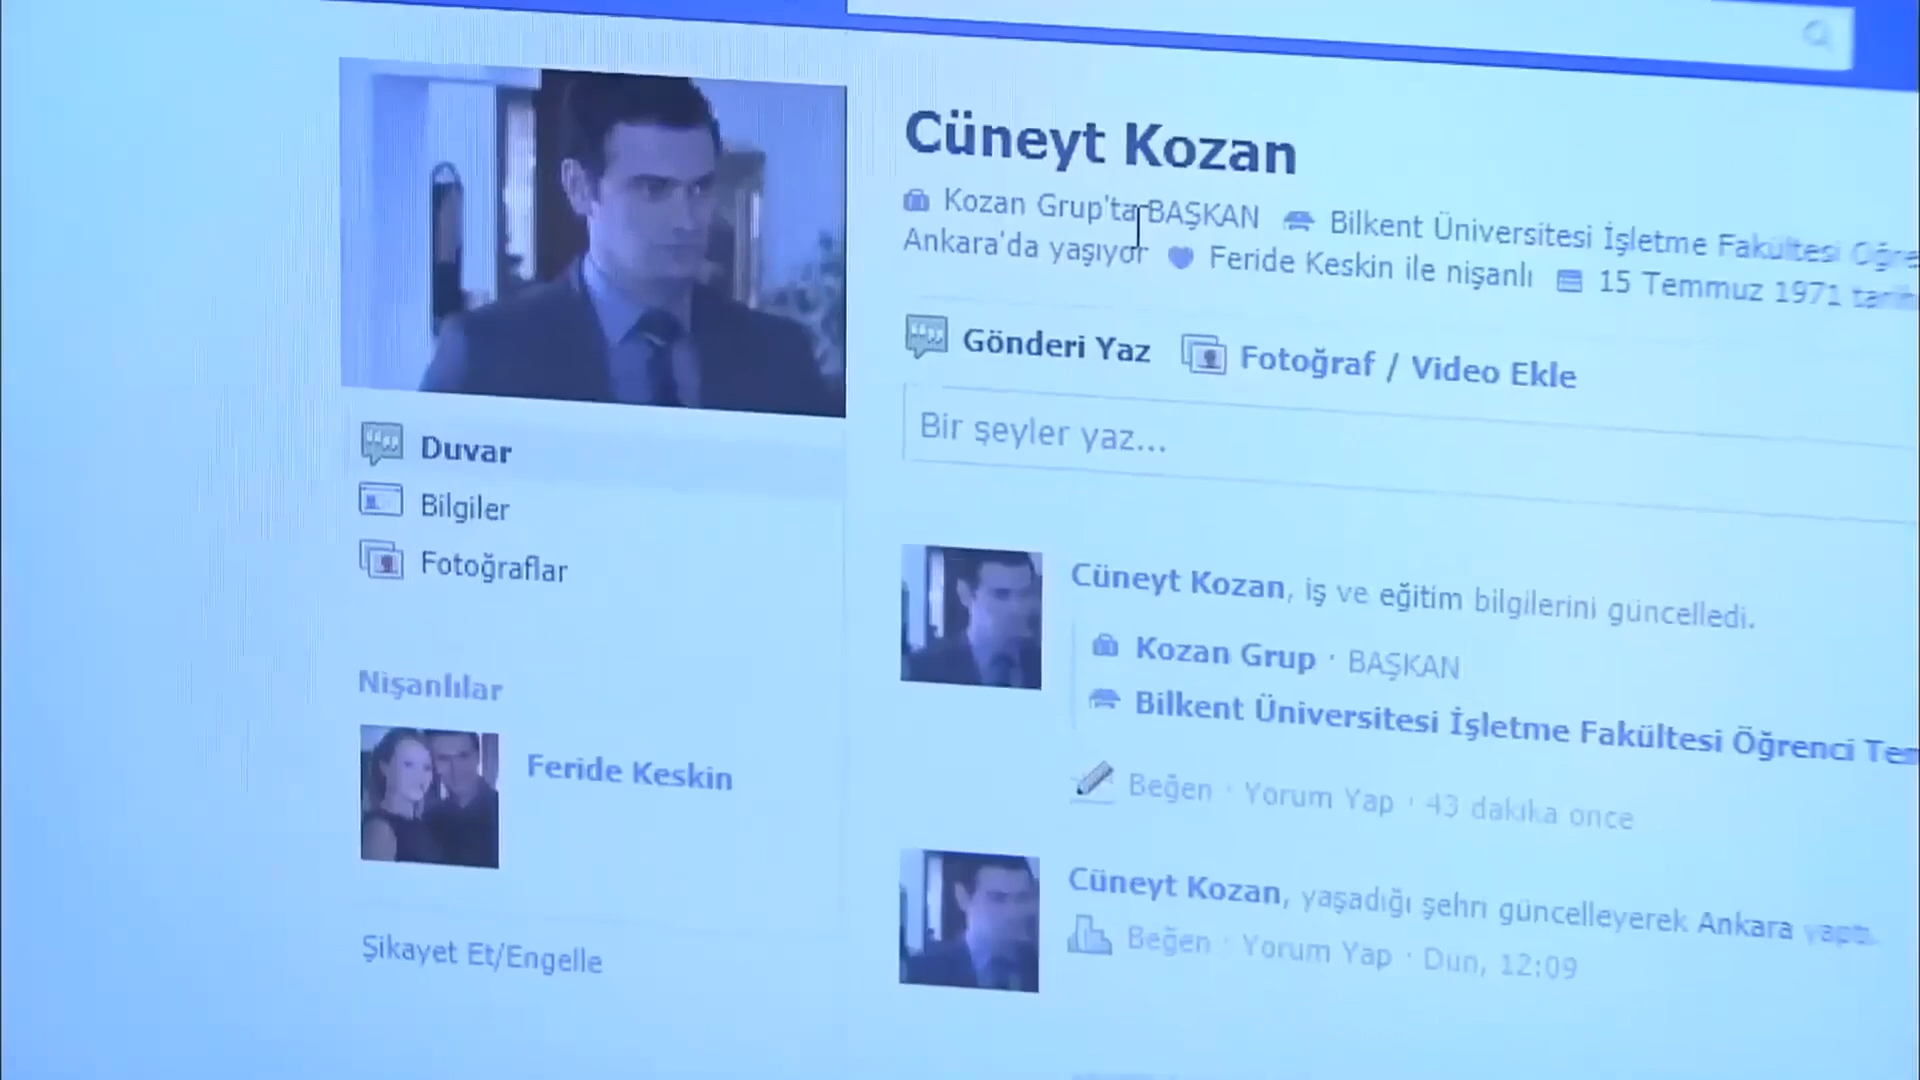 Cüneyt Kozan
Kozan Grup'ta BAŞKAN Bilkent Üniversitesi İşletme Fakültesi
Ankara'da yaşıyor Feride Keskin ile nişanlı 15 Temmuz 1971
Gönderi Yaz Fotoğraf / Video Ekle
Bir şeyler yaz...
Duvar
Bilgiler
Fotoğraflar
Nişanlılar
Feride Keskin
Şikayet Et/Engelle
Cüneyt Kozan, iş ve eğitim bilgilerini güncelledi.
Kozan Grup · BAŞKAN
Bilkent Üniversitesi İşletme Fakültesi Öğrenci
Beğen · Yorum Yap · 43 dakika once
Cüneyt Kozan, yaşadığı şehri güncelleyerek Ankara yaptı.
Beğen · Yorum Yap · Dun, 12:09